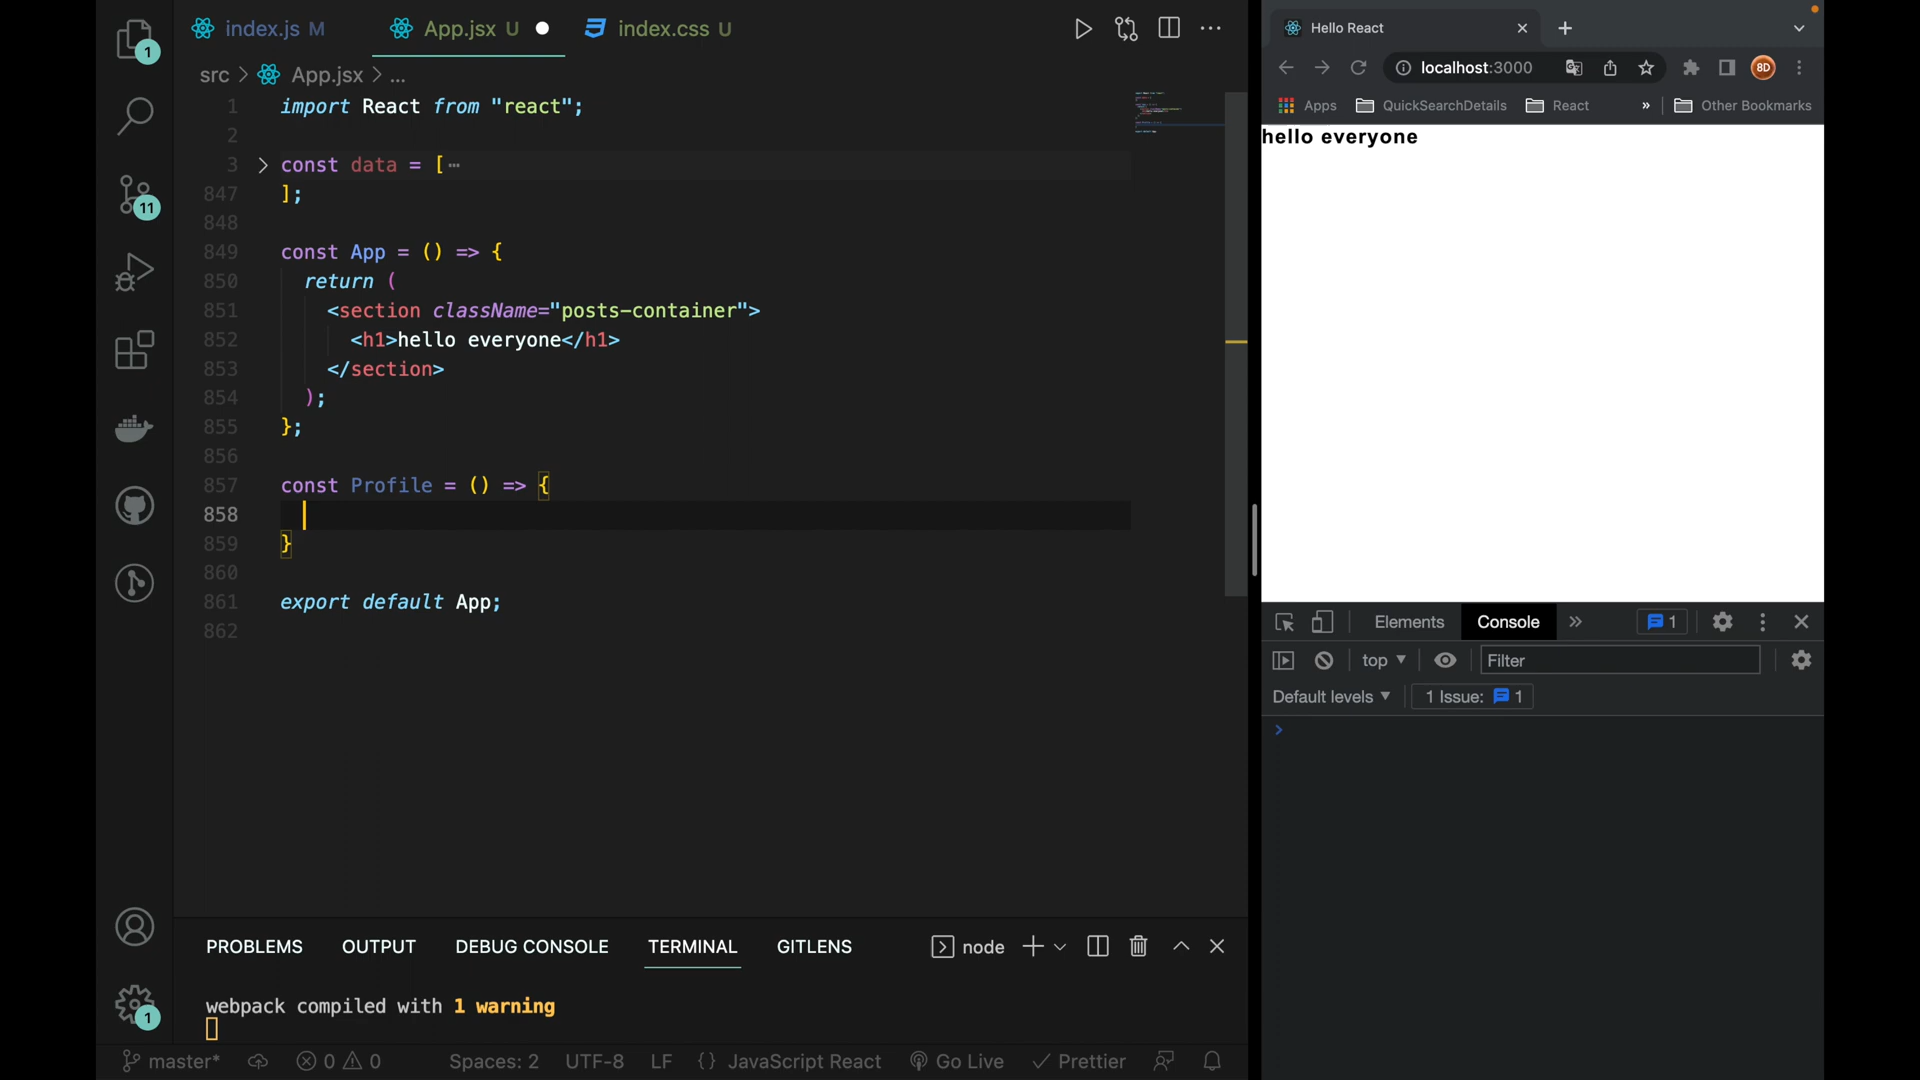 index.js M
App.jsx U
index.css U
src > App.jsx > ...
1 import React from "react";
2
3 const data = [⋯
847 ];
848
849 const App = () => {
850 return (
851 <section className="posts-container">
852 <h1>hello everyone</h1>
853 </section>
854 );
855 };
856
857 const Profile = () => {
858
859 }
860
861 export default App;
862
1
11
1
PROBLEMS OUTPUT DEBUG CONSOLE TERMINAL GITLENS
node
webpack compiled with 1 warning
master* 0 0 Spaces: 2 UTF-8 LF {} JavaScript React Go Live Prettier
Hello React
localhost:3000
8D
Apps QuickSearchDetails React » Other Bookmarks
hello everyone
Elements Console » 1
top Filter
Default levels 1 Issue: 1
>